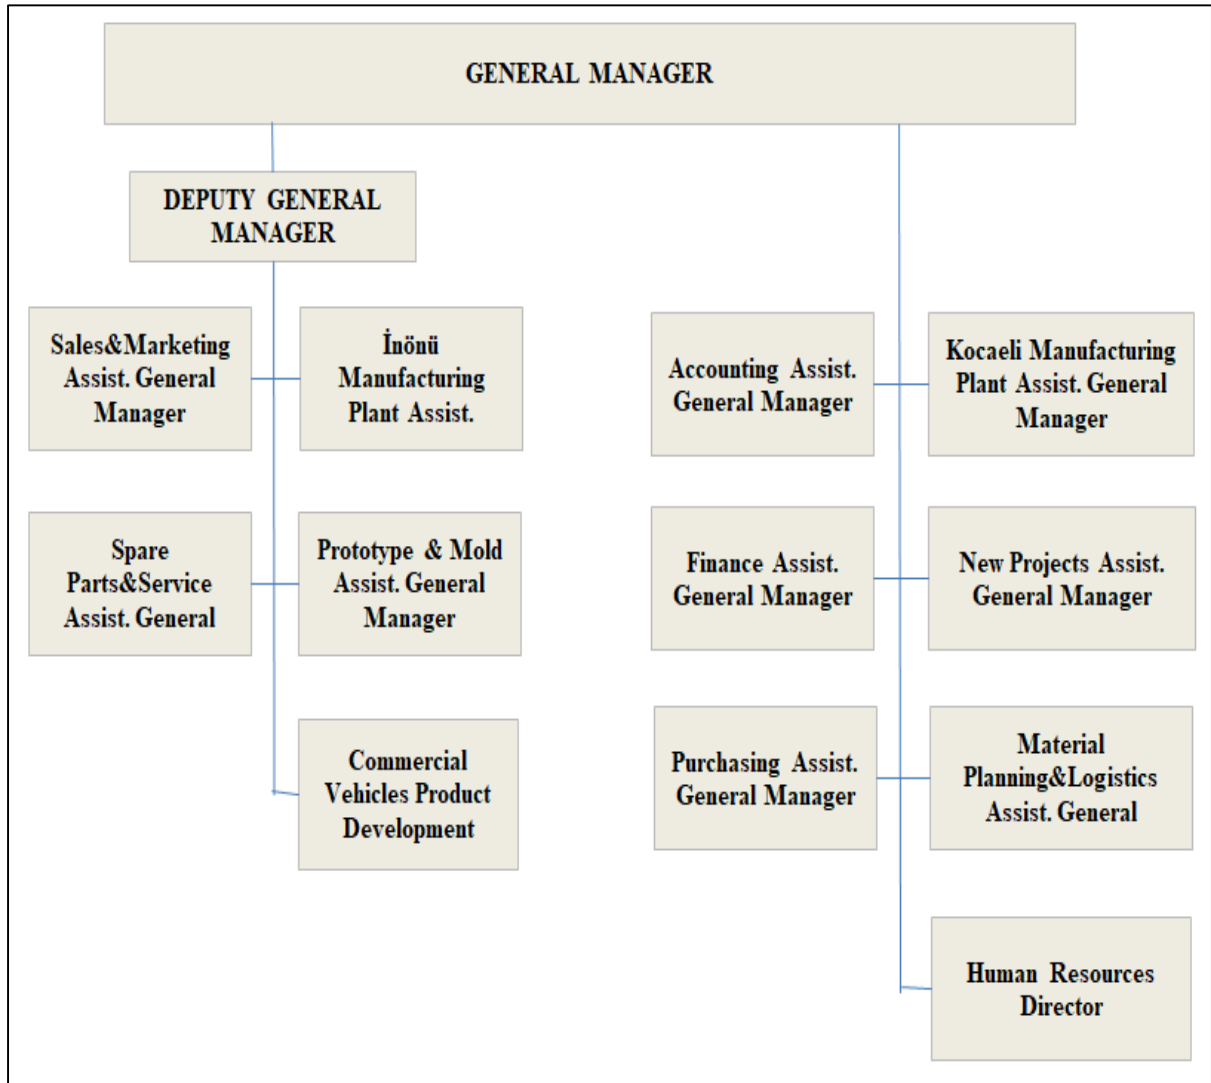 GENERAL MANAGER
DEPUTY GENERAL
MANAGER
Sales&Marketing
Assist. General
Manager
İnönü
Manufacturing
Plant Assist.
Spare
Parts&Service
Assist. General
Prototype & Mold
Assist. General
Manager
Commercial
Vehicles Product
Development
Accounting Assist.
General Manager
Kocaeli Manufacturing
Plant Assist. General
Manager
Finance Assist.
General Manager
New Projects Assist.
General Manager
Purchasing Assist.
General Manager
Material
Planning&Logistics
Assist. General
Human Resources
Director